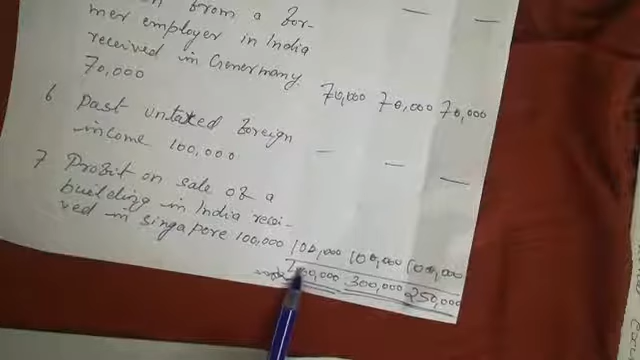 from a for-
mer employer in India
received in Germany
70,000 70,000 70,000 70,000
6 Past untaxed foreign
income 100,000
7 Profit on sale of a
building in India recei-
ved in Singapore 100,000 100,000 100,000 100,000
300,000 250,000